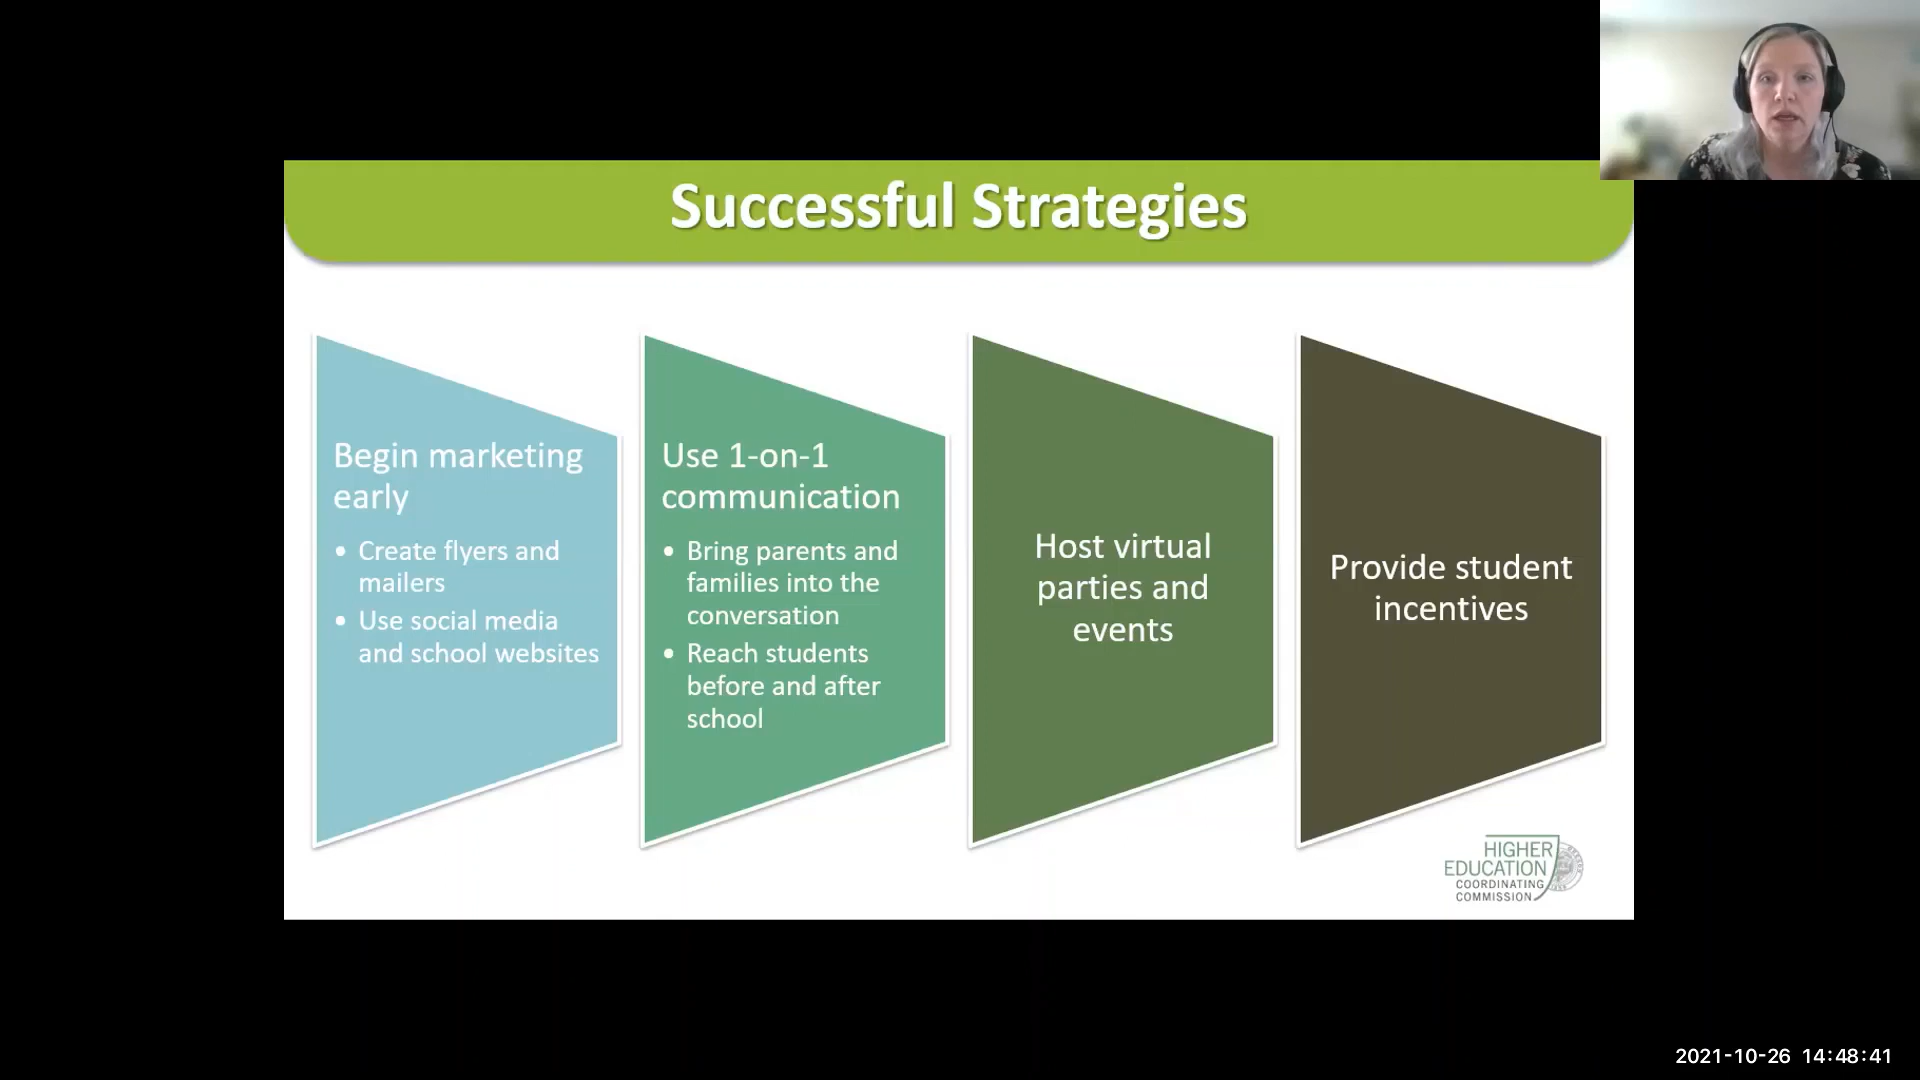 Successful Strategies
Begin marketing
early
• Create flyers and
mailers
• Use social media
and school websites
Use 1-on-1
communication
• Bring parents and
families into the
conversation
• Reach students
before and after
school
Host virtual
parties and
events
Provide student
incentives
HIGHER
EDUCATION
COORDINATING
COMMISSION
2021-10-26 14:48:41